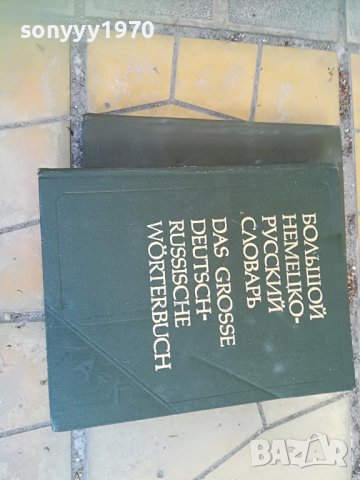 sonyyy1970
БОЛЬШОЙ
НЕМЕЦКО-
РУССКИЙ
СЛОВАРЬ
DAS GROSSE
DEUTSCH-
RUSSISCHE
WÖRTERBUCH
BAZAR